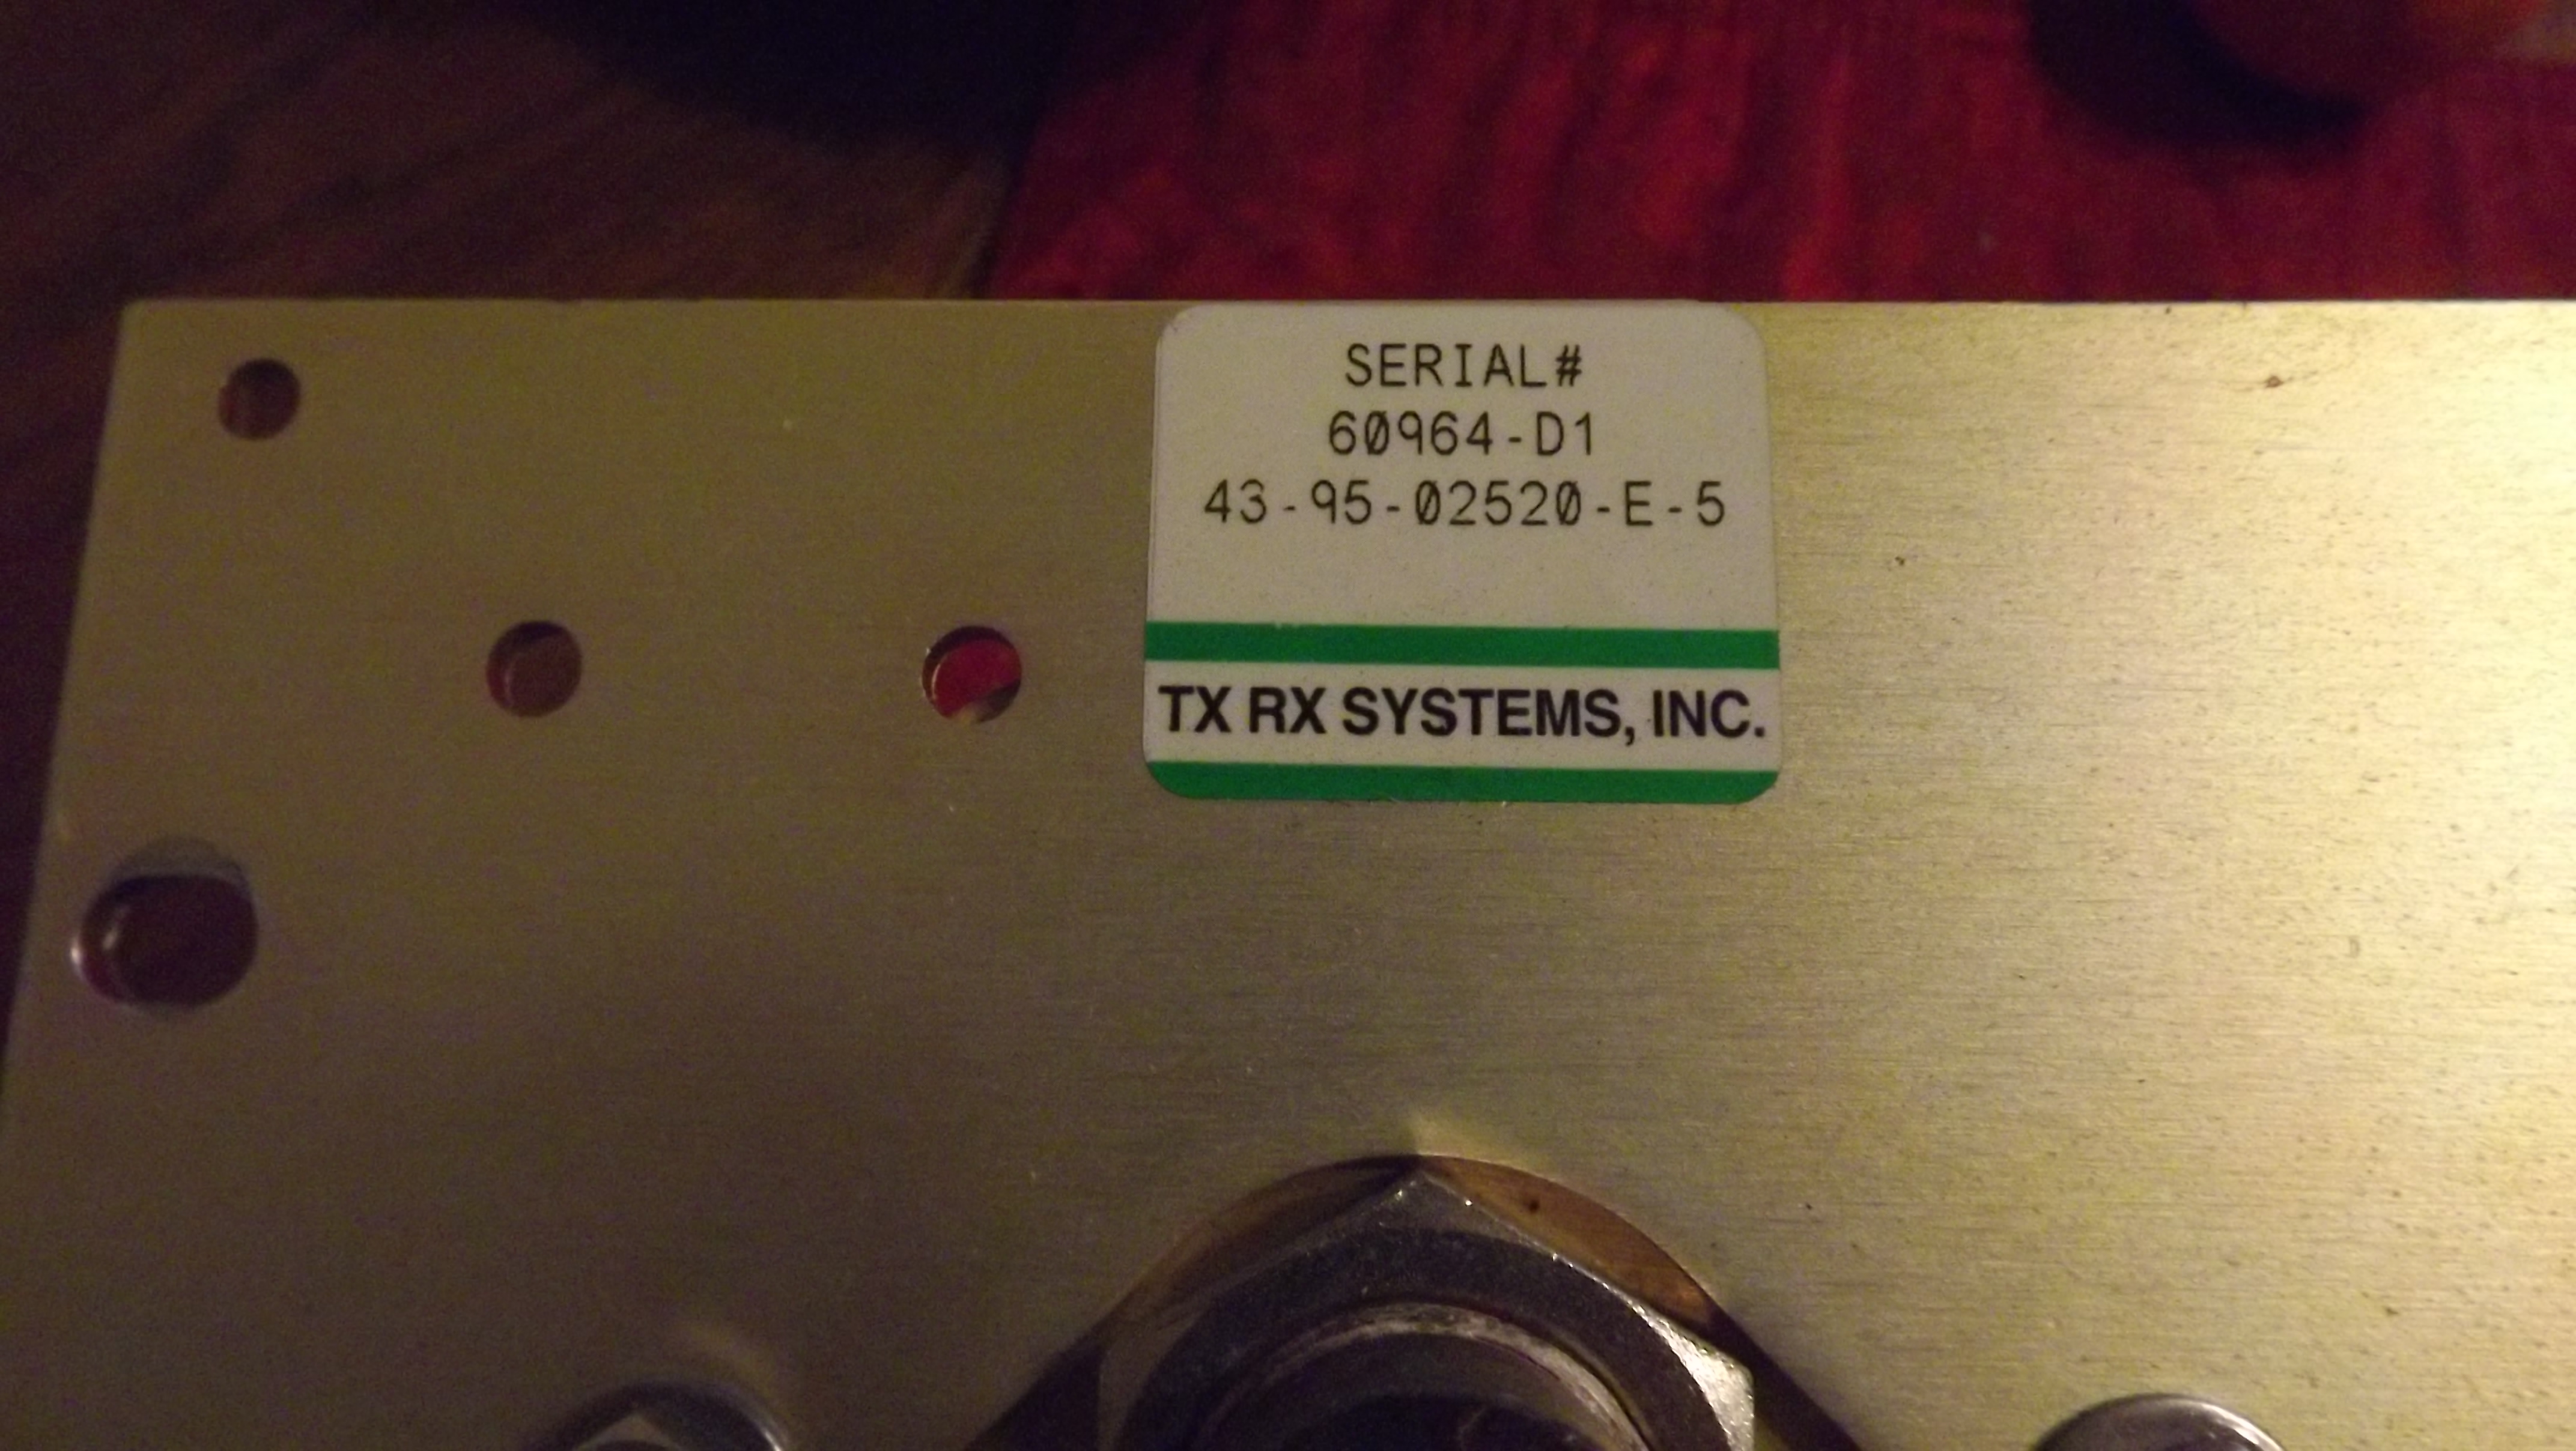 SERIAL#
60964-D1
43-95-02520-E-5
TX RX SYSTEMS, INC.